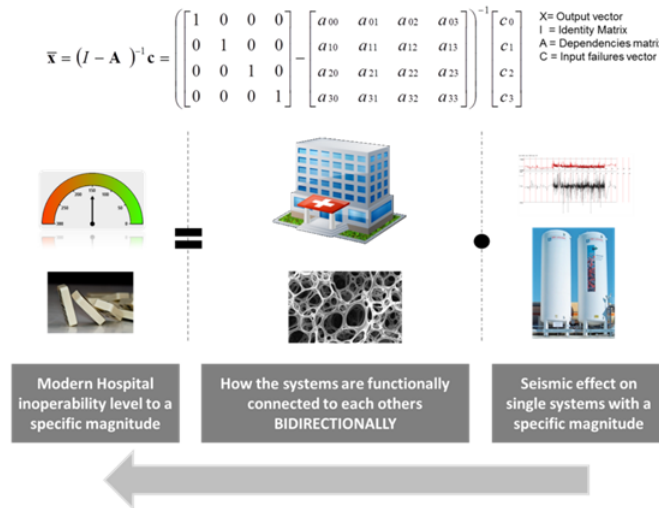 X= Output vector
I = Identity Matrix
A = Dependencies matrix
C = Input failures vector
x̄ = (I − A )⁻¹ c = ( [ 1 0 0 0 − [ a₀₀ a₀₁ a₀₂ a₀₃ )⁻¹ [ c₀
0 1 0 0 a₁₀ a₁₁ a₁₂ a₁₃ c₁
0 0 1 0 a₂₀ a₂₁ a₂₂ a₂₃ c₂
0 0 0 1 ] a₃₀ a₃₁ a₃₂ a₃₃ ] c₃ ]
=
•
Modern Hospital
inoperability level to a
specific magnitude
How the systems are functionally
connected to each others
BIDIRECTIONALLY
Seismic effect on
single systems with a
specific magnitude